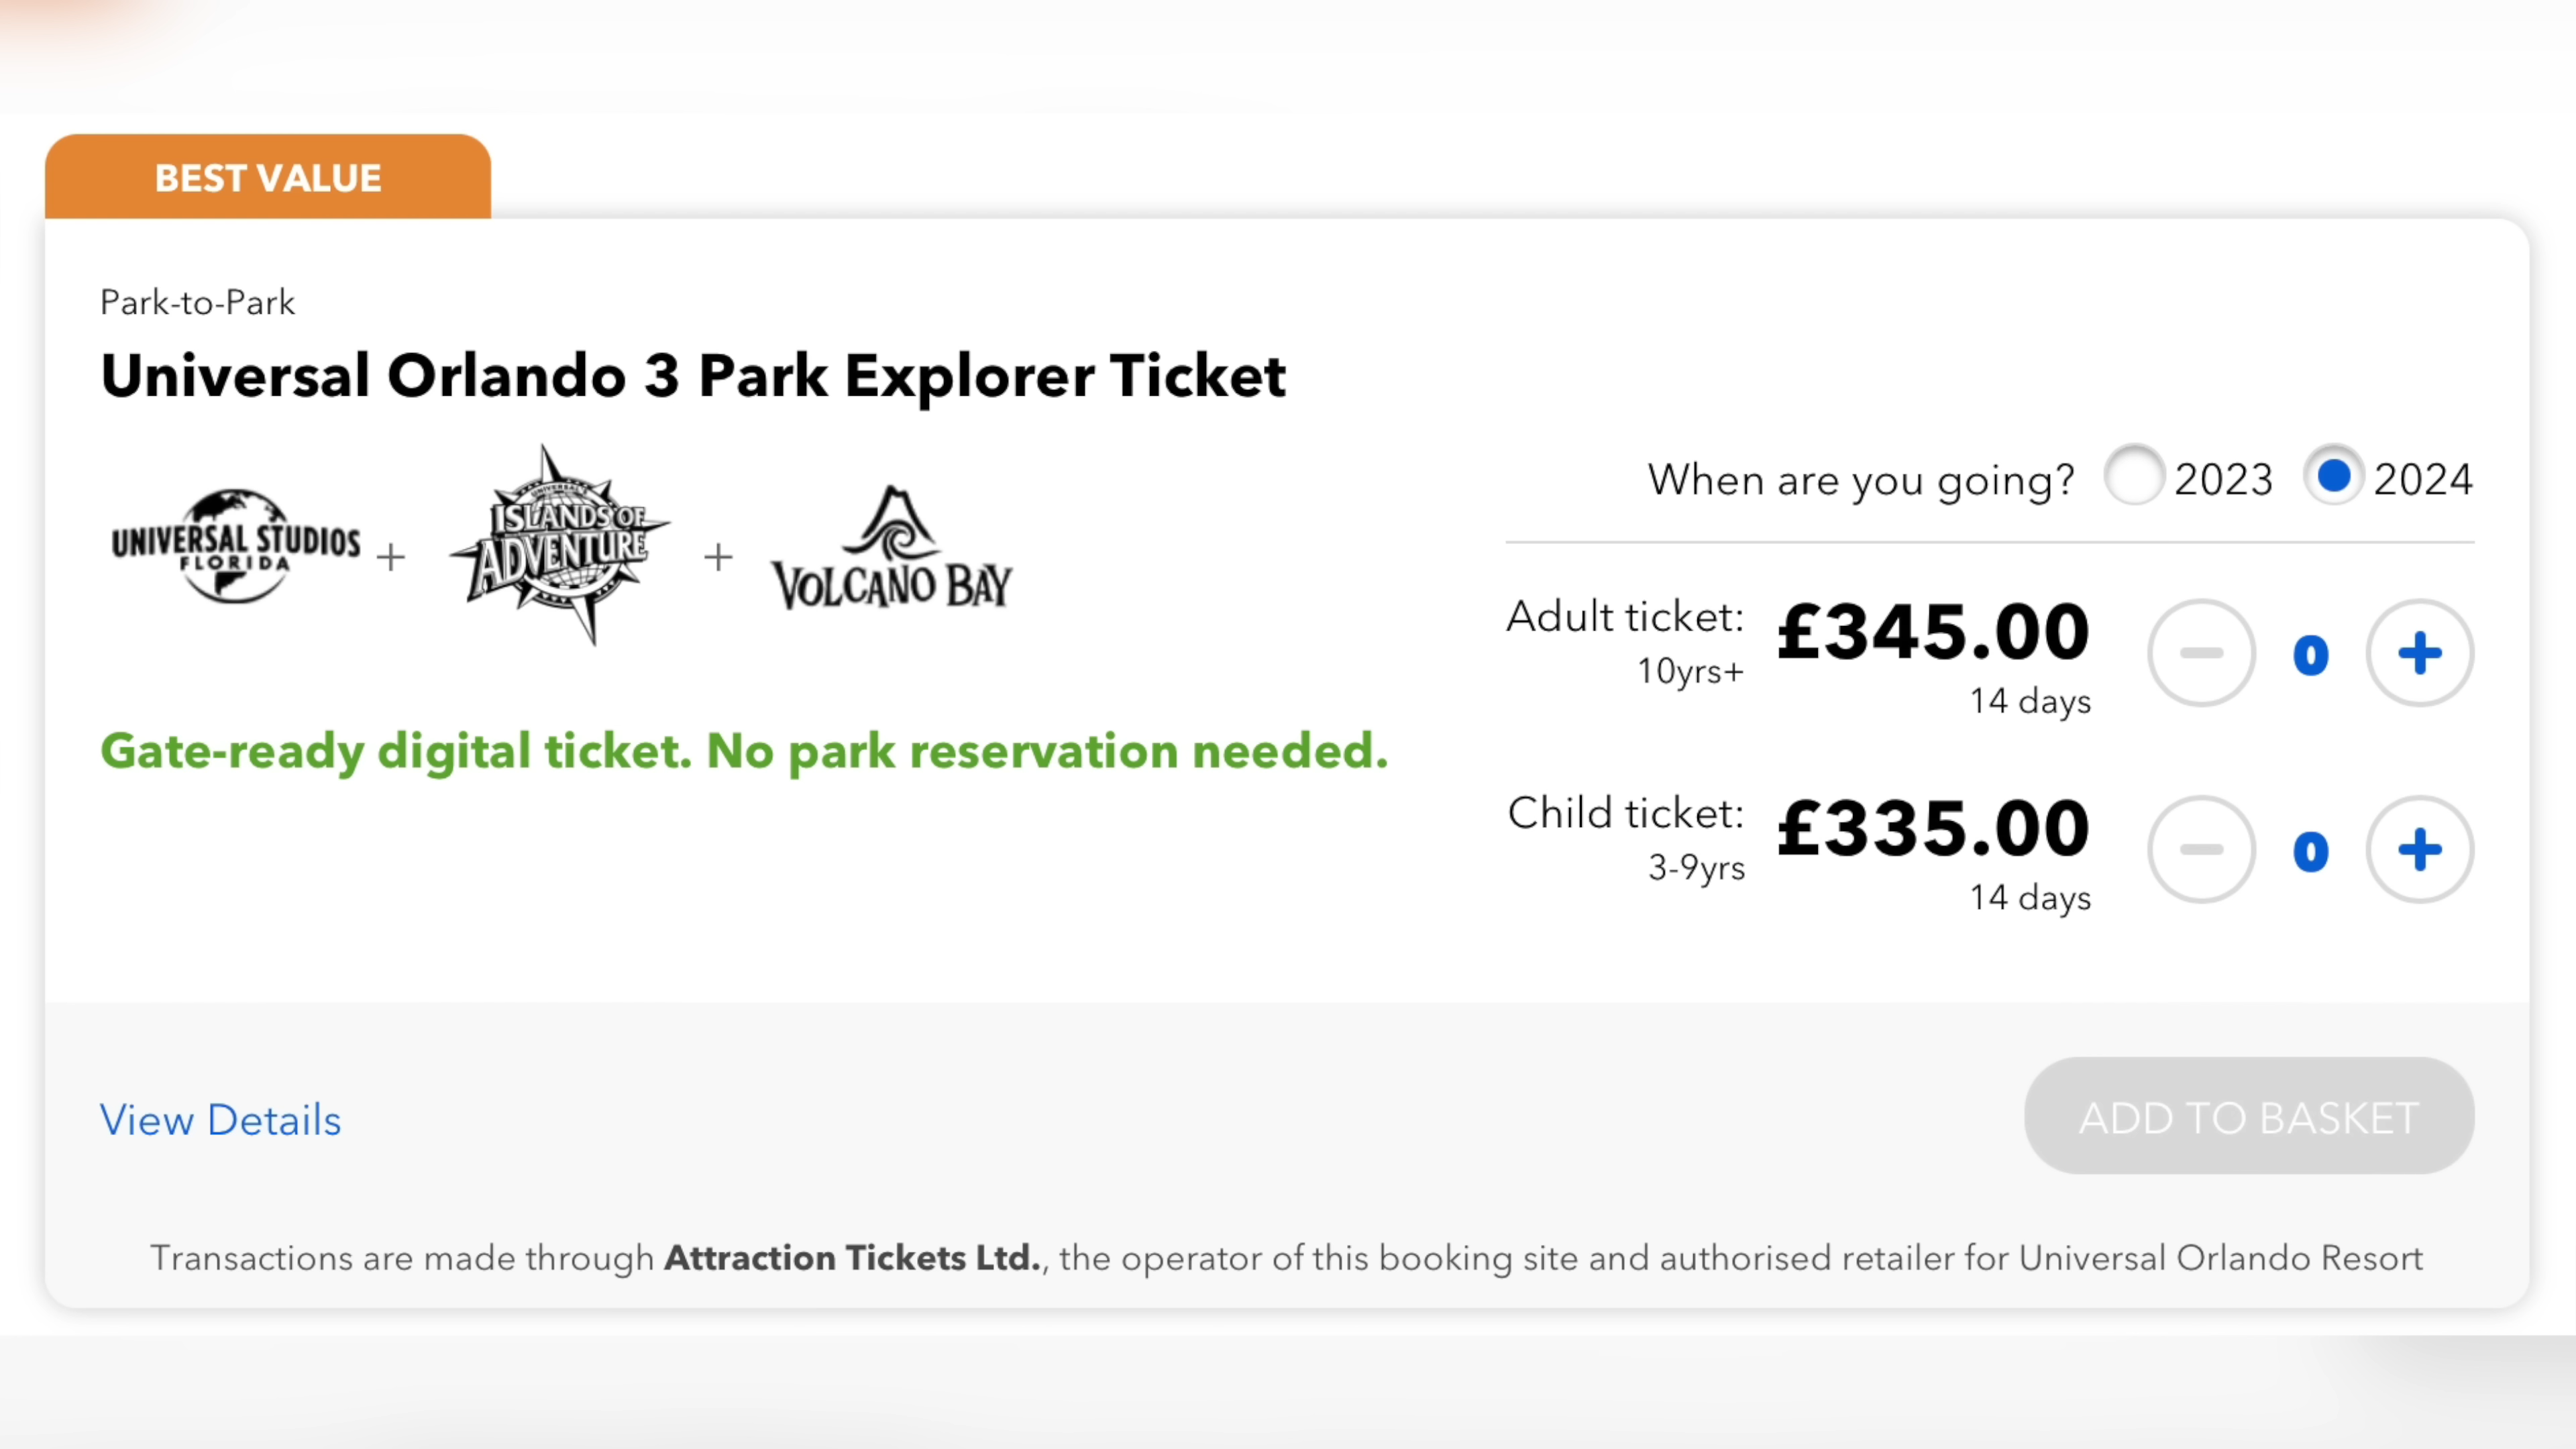 BEST VALUE
Park-to-Park
Universal Orlando 3 Park Explorer Ticket
UNIVERSAL STUDIOS
FLORIDA
+
UNIVERSAL'S
ISLANDS OF
ADVENTURE
+
VOLCANO BAY
Gate-ready digital ticket. No park reservation needed.
When are you going? 2023 2024
Adult ticket: £345.00 − 0 +
10yrs+
14 days
Child ticket: £335.00 − 0 +
3-9yrs
14 days
View Details
ADD TO BASKET
Transactions are made through Attraction Tickets Ltd., the operator of this booking site and authorised retailer for Universal Orlando Resort